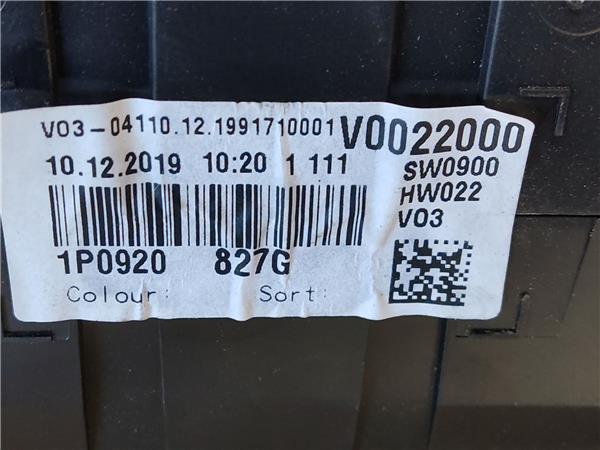 V03-04110.12.1991710001 V0022000
10.12.2019 10:20 1 111 SW0900
HW022
V03
1P0920 827G
Colour: Sort: